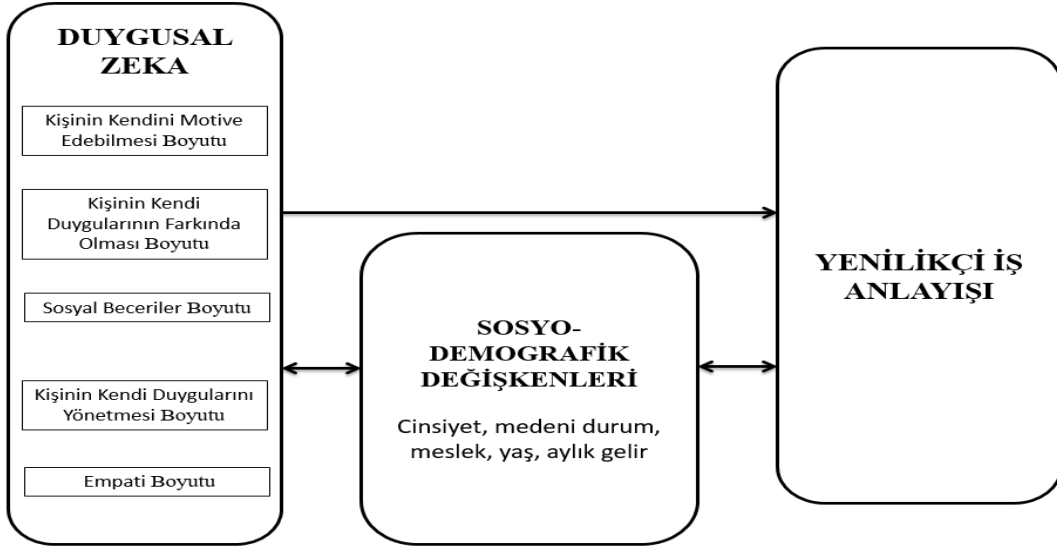 DUYGUSAL
ZEKA
Kişinin Kendini Motive
Edebilmesi Boyutu
Kişinin Kendi
Duygularının Farkında
Olması Boyutu
Sosyal Beceriler Boyutu
Kişinin Kendi Duygularını
Yönetmesi Boyutu
Empati Boyutu
SOSYO-
DEMOGRAFİK
DEĞİŞKENLERİ
Cinsiyet, medeni durum,
meslek, yaş, aylık gelir
YENİLİKÇİ İŞ
ANLAYIŞI